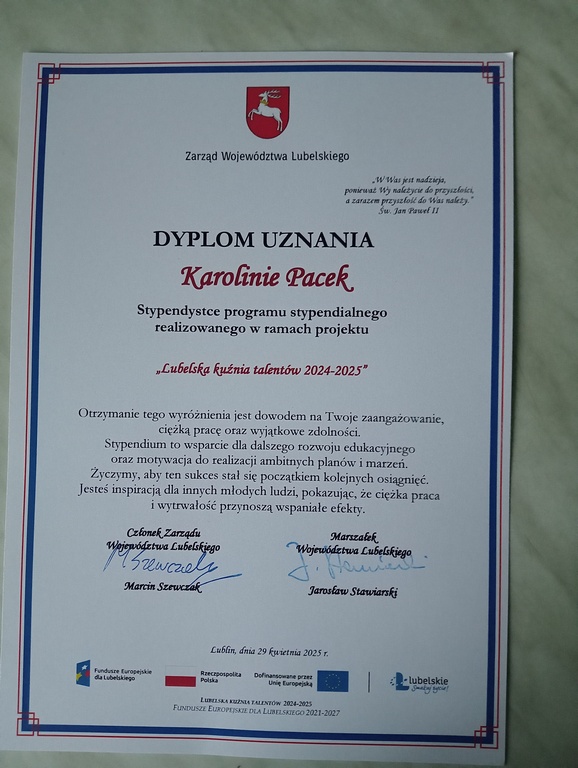 Zarząd Województwa Lubelskiego
„W Was jest nadzieja,
ponieważ Wy należycie do przyszłości,
a zarazem przyszłość do Was należy.”
Św. Jan Paweł II
DYPLOM UZNANIA
Karolinie Pacek
Stypendystce programu stypendialnego
realizowanego w ramach projektu
„Lubelska kuźnia talentów 2024-2025”
Otrzymanie tego wyróżnienia jest dowodem na Twoje zaangażowanie,
ciężką pracę oraz wyjątkowe zdolności.
Stypendium to wsparcie dla dalszego rozwoju edukacyjnego
oraz motywacja do realizacji ambitnych planów i marzeń.
Życzymy, aby ten sukces stał się początkiem kolejnych osiągnięć.
Jesteś inspiracją dla innych młodych ludzi, pokazując, że ciężka praca
i wytrwałość przynoszą wspaniałe efekty.
Członek Zarządu
Województwa Lubelskiego
M Szewczak
Marcin Szewczak
Marszałek
Województwa Lubelskiego
J. Stawiarski
Jarosław Stawiarski
Lublin, dnia 29 kwietnia 2025 r.
Fundusze Europejskie
dla Lubelskiego
Rzeczpospolita
Polska
Dofinansowane przez
Unię Europejską
lubelskie
Smakuj życie!
Lubelska kuźnia talentów 2024-2025
Fundusze Europejskie dla Lubelskiego 2021-2027